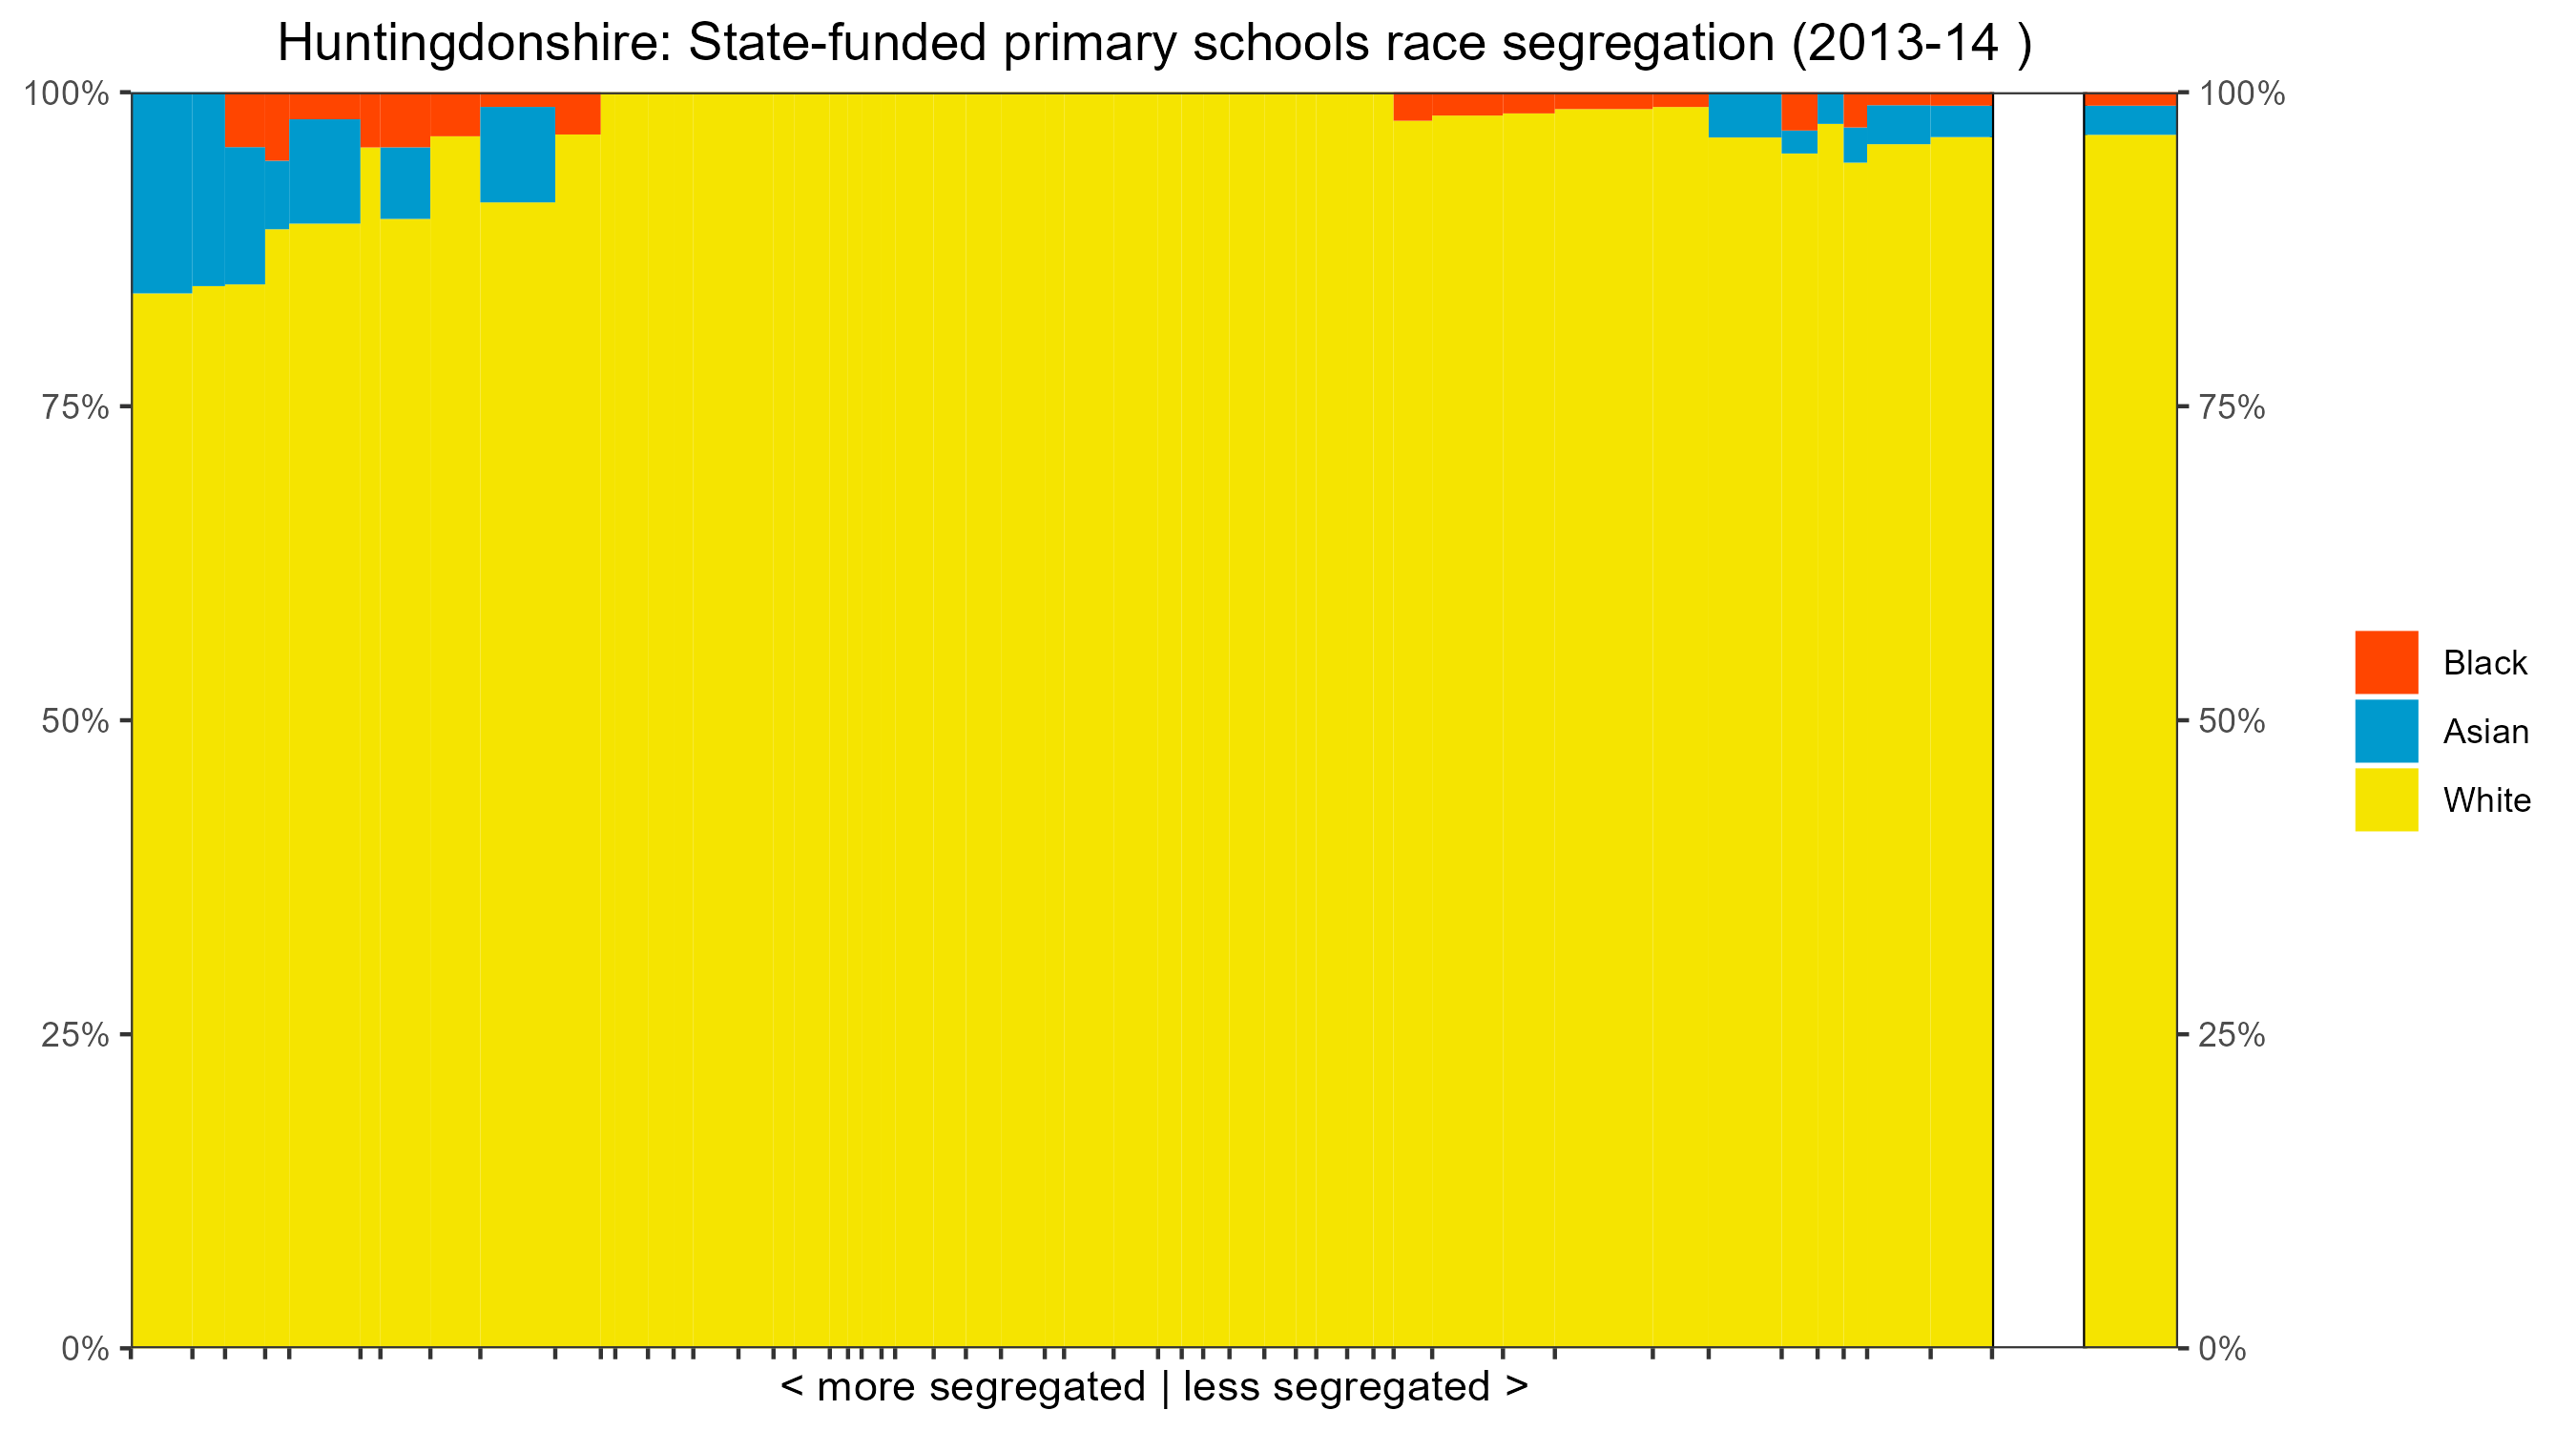 Huntingdonshire: State-funded primary schools race segregation (2013-14 )
100%
75%
50%
25%
0%
100%
75%
50%
25%
0%
Black
Asian
White
< more segregated | less segregated >